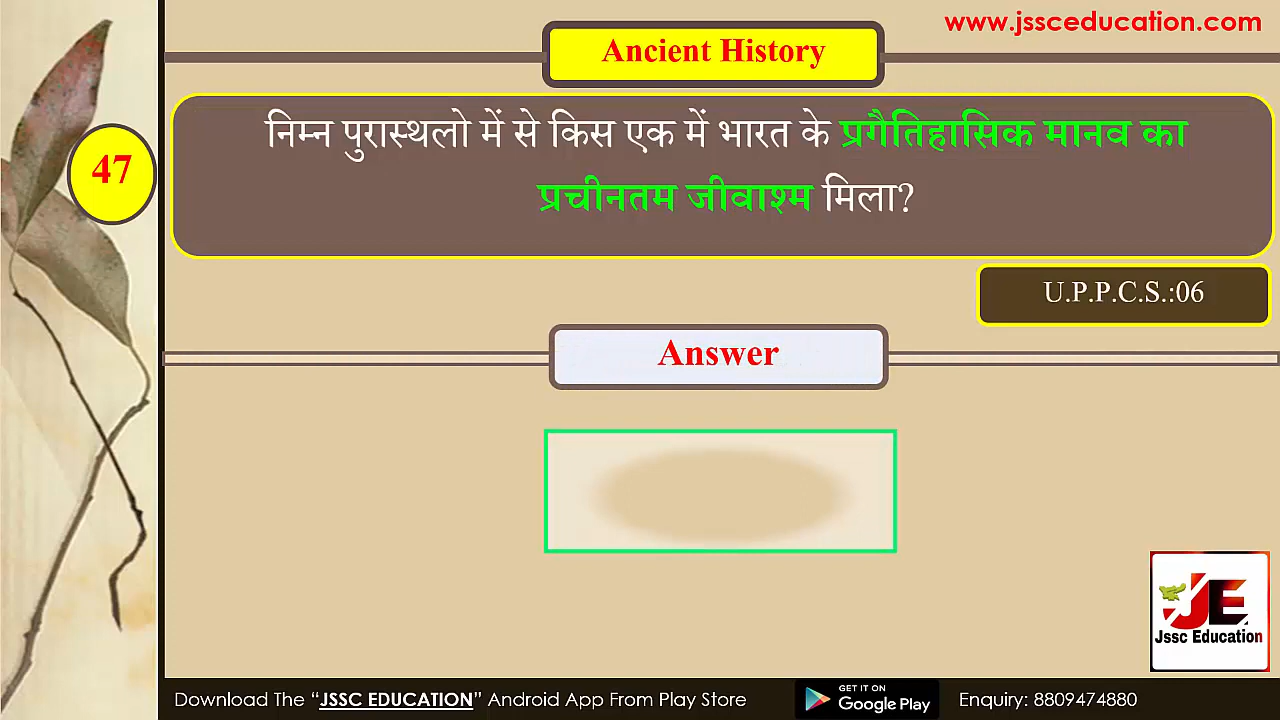 www.jssceducation.com
Ancient History
निम्न पुरास्थलो में से किस एक में भारत के प्रगैतिहासिक मानव का
प्रचीनतम जीवाश्म मिला?
47
U.P.P.C.S.:06
Answer
JE
Jssc Education
Download The “JSSC EDUCATION” Android App From Play Store
GET IT ON
Google Play
Enquiry: 8809474880